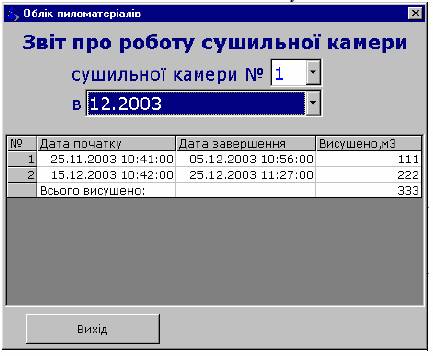 Облік пиломатеріалів
Звіт про роботу сушильної камери
сушильної камери № 1
в 12.2003
№ Дата початку Дата завершення Висушено,м3
1 25.11.2003 10:41:00 05.12.2003 10:56:00 111
2 15.12.2003 10:42:00 25.12.2003 11:27:00 222
Всього висушено: 333
Вихід